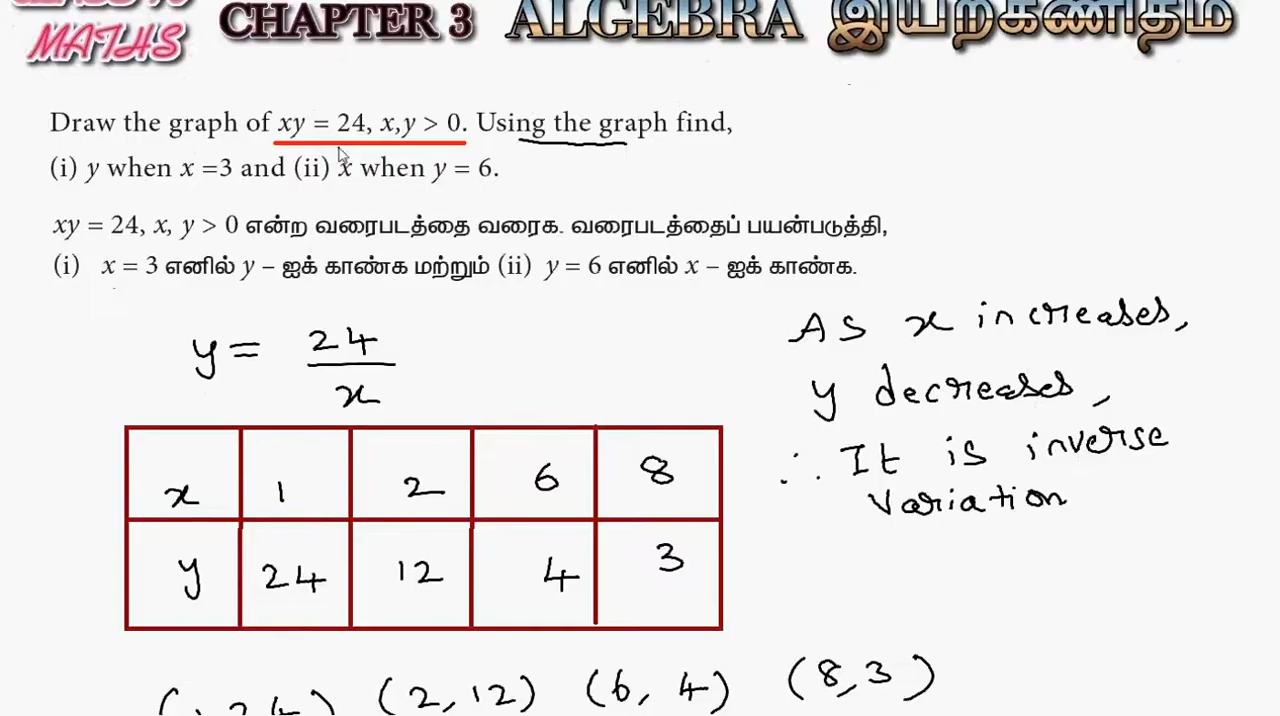 MATHS
CHAPTER 3 ALGEBRA இயற்கணிதம்
Draw the graph of xy = 24, x,y > 0. Using the graph find,
(i) y when x =3 and (ii) x when y = 6.
xy = 24, x, y > 0 என்ற வரைபடத்தை வரைக. வரைபடத்தைப் பயன்படுத்தி,
(i) x = 3 எனில் y – ஐக் காண்க மற்றும் (ii) y = 6 எனில் x – ஐக் காண்க.
y = 24/x
As x increases,
y decreases,
∴ It is inverse
variation
x 1 2 6 8
y 24 12 4 3
(1,24) (2,12) (6,4) (8,3)